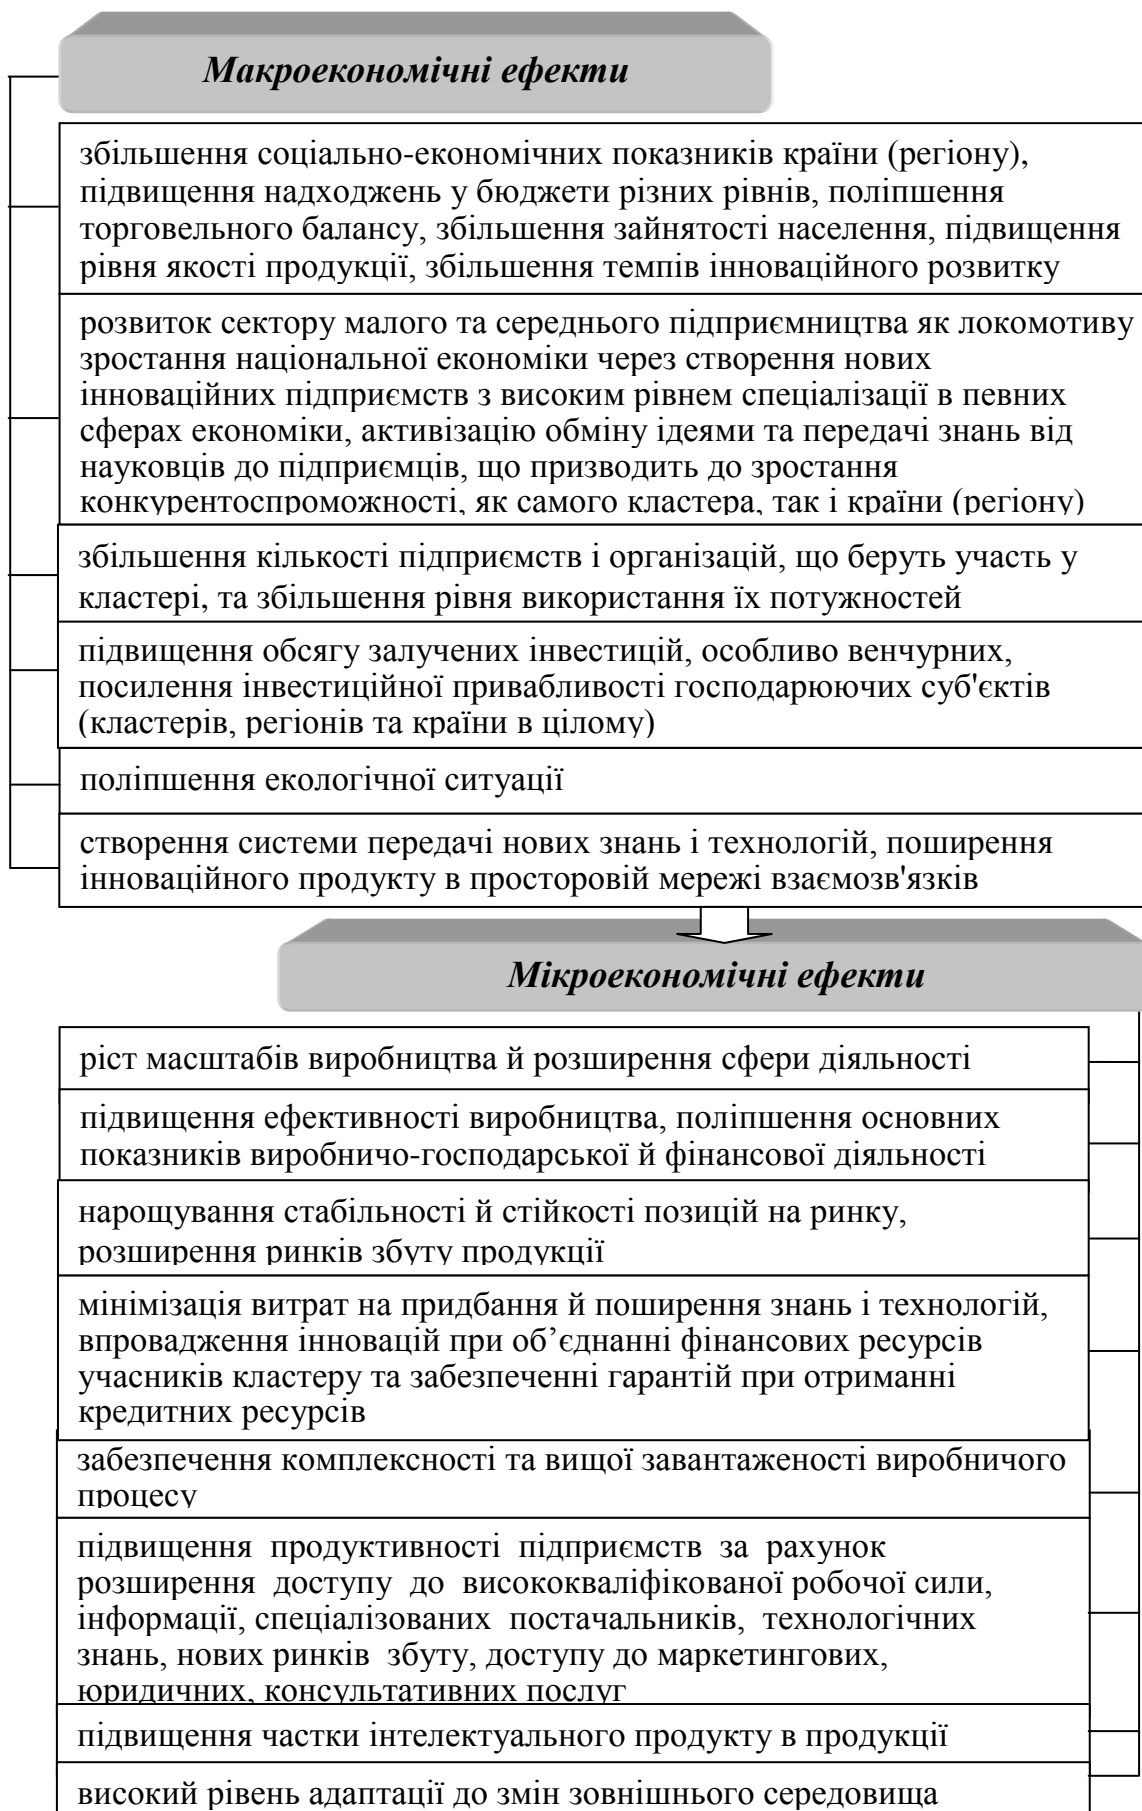 Макроекономічні ефекти
збільшення соціально-економічних показників країни (регіону),
підвищення надходжень у бюджети різних рівнів, поліпшення
торговельного балансу, збільшення зайнятості населення, підвищення
рівня якості продукції, збільшення темпів інноваційного розвитку
розвиток сектору малого та середнього підприємництва як локомотиву
зростання національної економіки через створення нових
інноваційних підприємств з високим рівнем спеціалізації в певних
сферах економіки, активізацію обміну ідеями та передачі знань від
науковців до підприємців, що призводить до зростання
конкурентоспроможності, як самого кластера, так і країни (регіону)
збільшення кількості підприємств і організацій, що беруть участь у
кластері, та збільшення рівня використання їх потужностей
підвищення обсягу залучених інвестицій, особливо венчурних,
посилення інвестиційної привабливості господарюючих суб'єктів
(кластерів, регіонів та країни в цілому)
поліпшення екологічної ситуації
створення системи передачі нових знань і технологій, поширення
інноваційного продукту в просторовій мережі взаємозв'язків
Мікроекономічні ефекти
ріст масштабів виробництва й розширення сфери діяльності
підвищення ефективності виробництва, поліпшення основних
показників виробничо-господарської й фінансової діяльності
нарощування стабільності й стійкості позицій на ринку,
розширення ринків збуту продукції
мінімізація витрат на придбання й поширення знань і технологій,
впровадження інновацій при об’єднанні фінансових ресурсів
учасників кластеру та забезпеченні гарантій при отриманні
кредитних ресурсів
забезпечення комплексності та вищої завантаженості виробничого
процесу
підвищення продуктивності підприємств за рахунок
розширення доступу до висококваліфікованої робочої сили,
інформації, спеціалізованих постачальників, технологічних
знань, нових ринків збуту, доступу до маркетингових,
юридичних, консультативних послуг
підвищення частки інтелектуального продукту в продукції
високий рівень адаптації до змін зовнішнього середовища